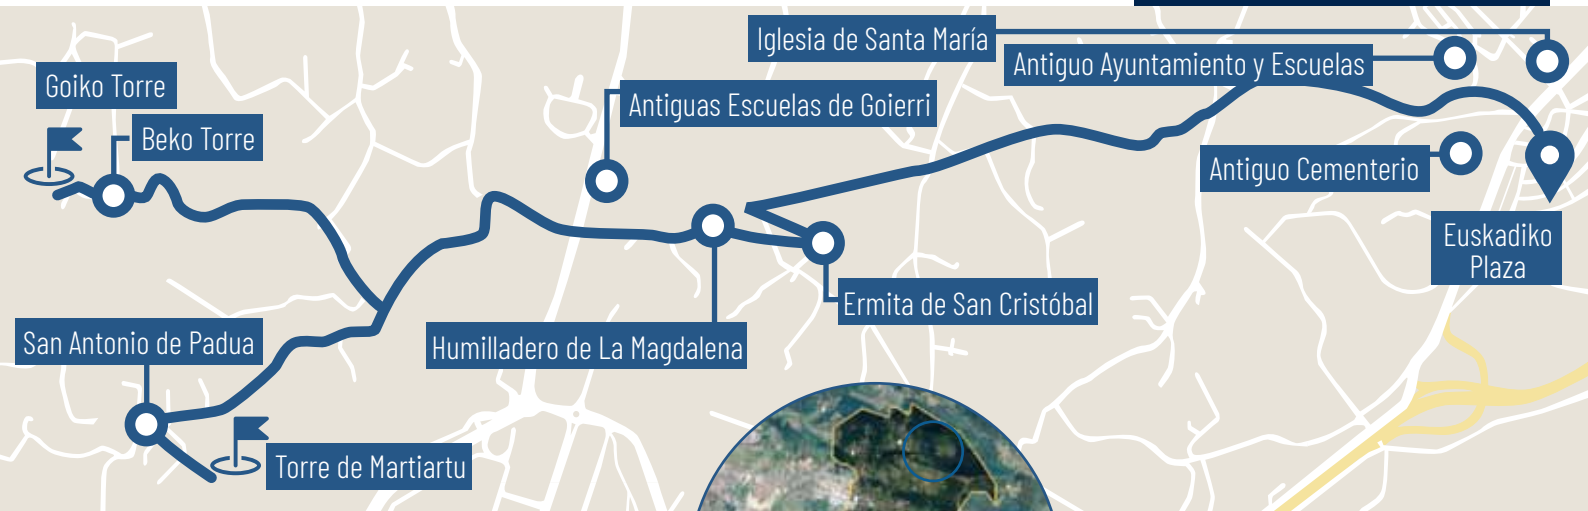 Iglesia de Santa María
Antiguo Ayuntamiento y Escuelas
Goiko Torre
Antiguas Escuelas de Goierri
Beko Torre
Antiguo Cementerio
Euskadiko
Plaza
Ermita de San Cristóbal
San Antonio de Padua
Humilladero de La Magdalena
Torre de Martiartu